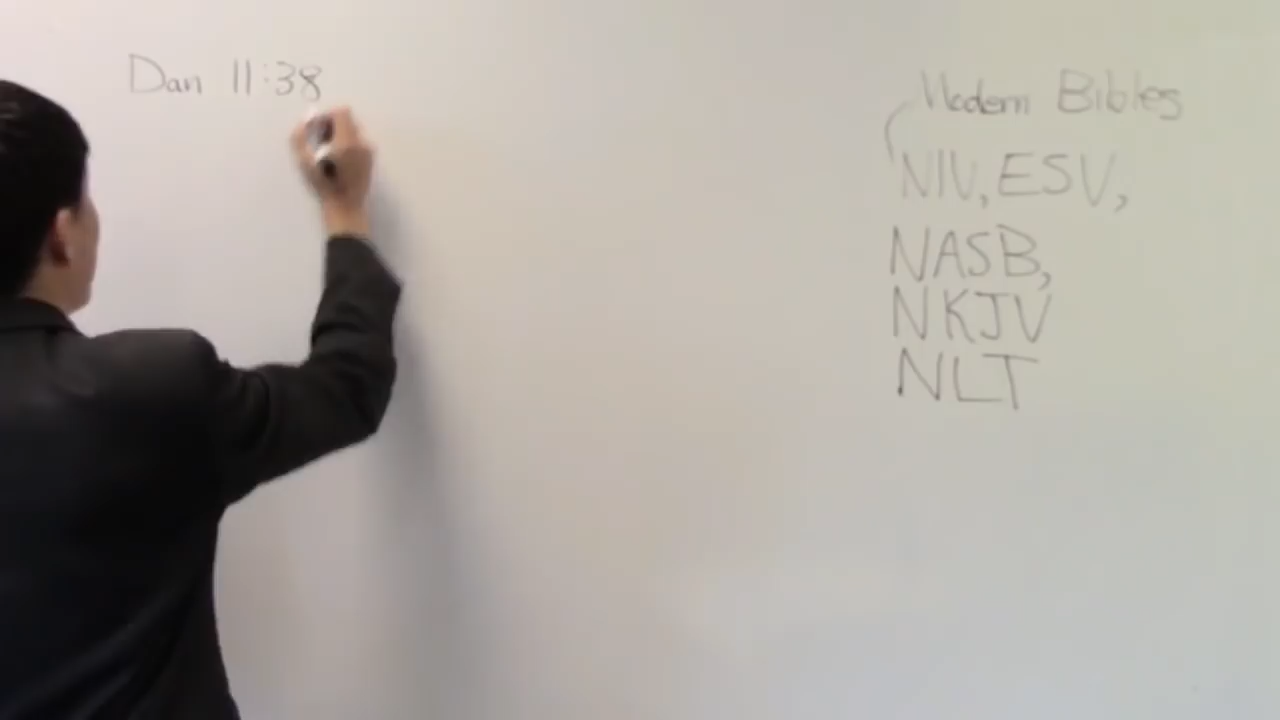 Dan 11:38
Modern Bibles
NIV, ESV,
NASB,
NKJV
NLT